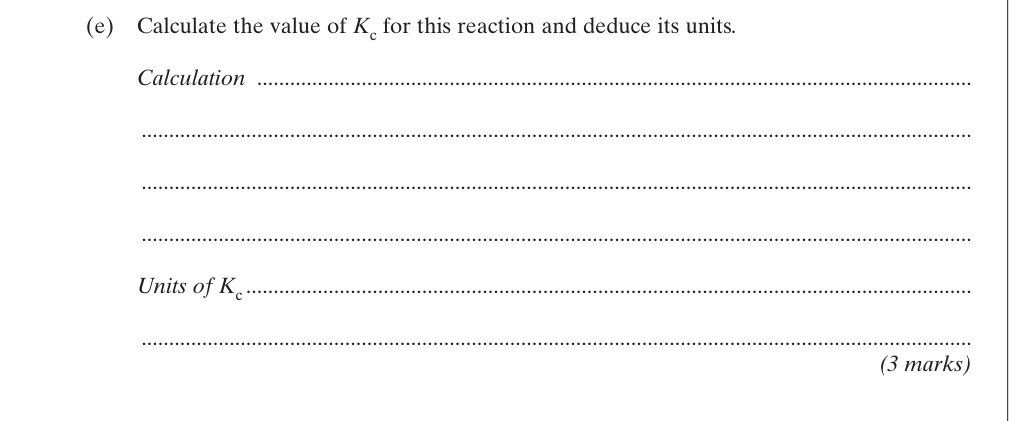 (e) Calculate the value of Kc for this reaction and deduce its units.
Calculation ..........................................................................................................................
..........................................................................................................................
..........................................................................................................................
..........................................................................................................................
Units of Kc ..........................................................................................................................
..........................................................................................................................
(3 marks)